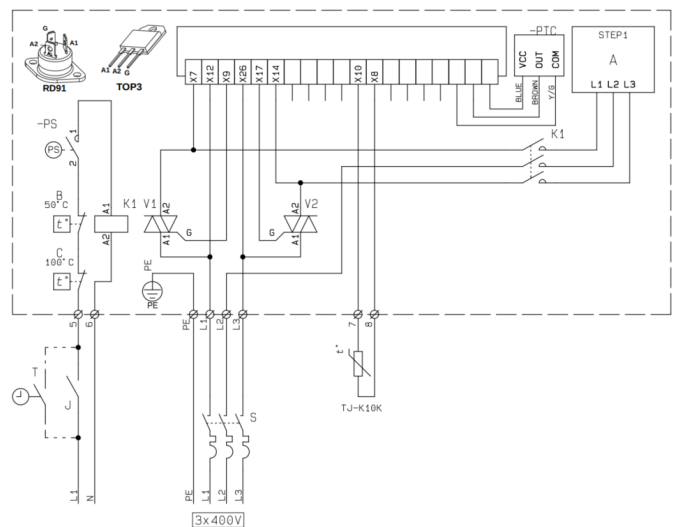 G
A2
A1
RD91
A1 A2 G
TOP3
X7
X12
X9
X26
X17
X14
X10
X8
-PTC
VCC
OUT
COM
BLUE
BROWN
Y/G
STEP1
A
L1 L2 L3
K1
-PS
1
PS
2
B
50°C
t°
C
100°C
t°
A1
K1
A2
V1
A2
A1
G
V2
A2
A1
G
PE
PE
5
6
PE
L1
L2
L3
7
8
T
J
S
t°
TJ-K10K
L1
N
PE
L1
L2
L3
3x400V